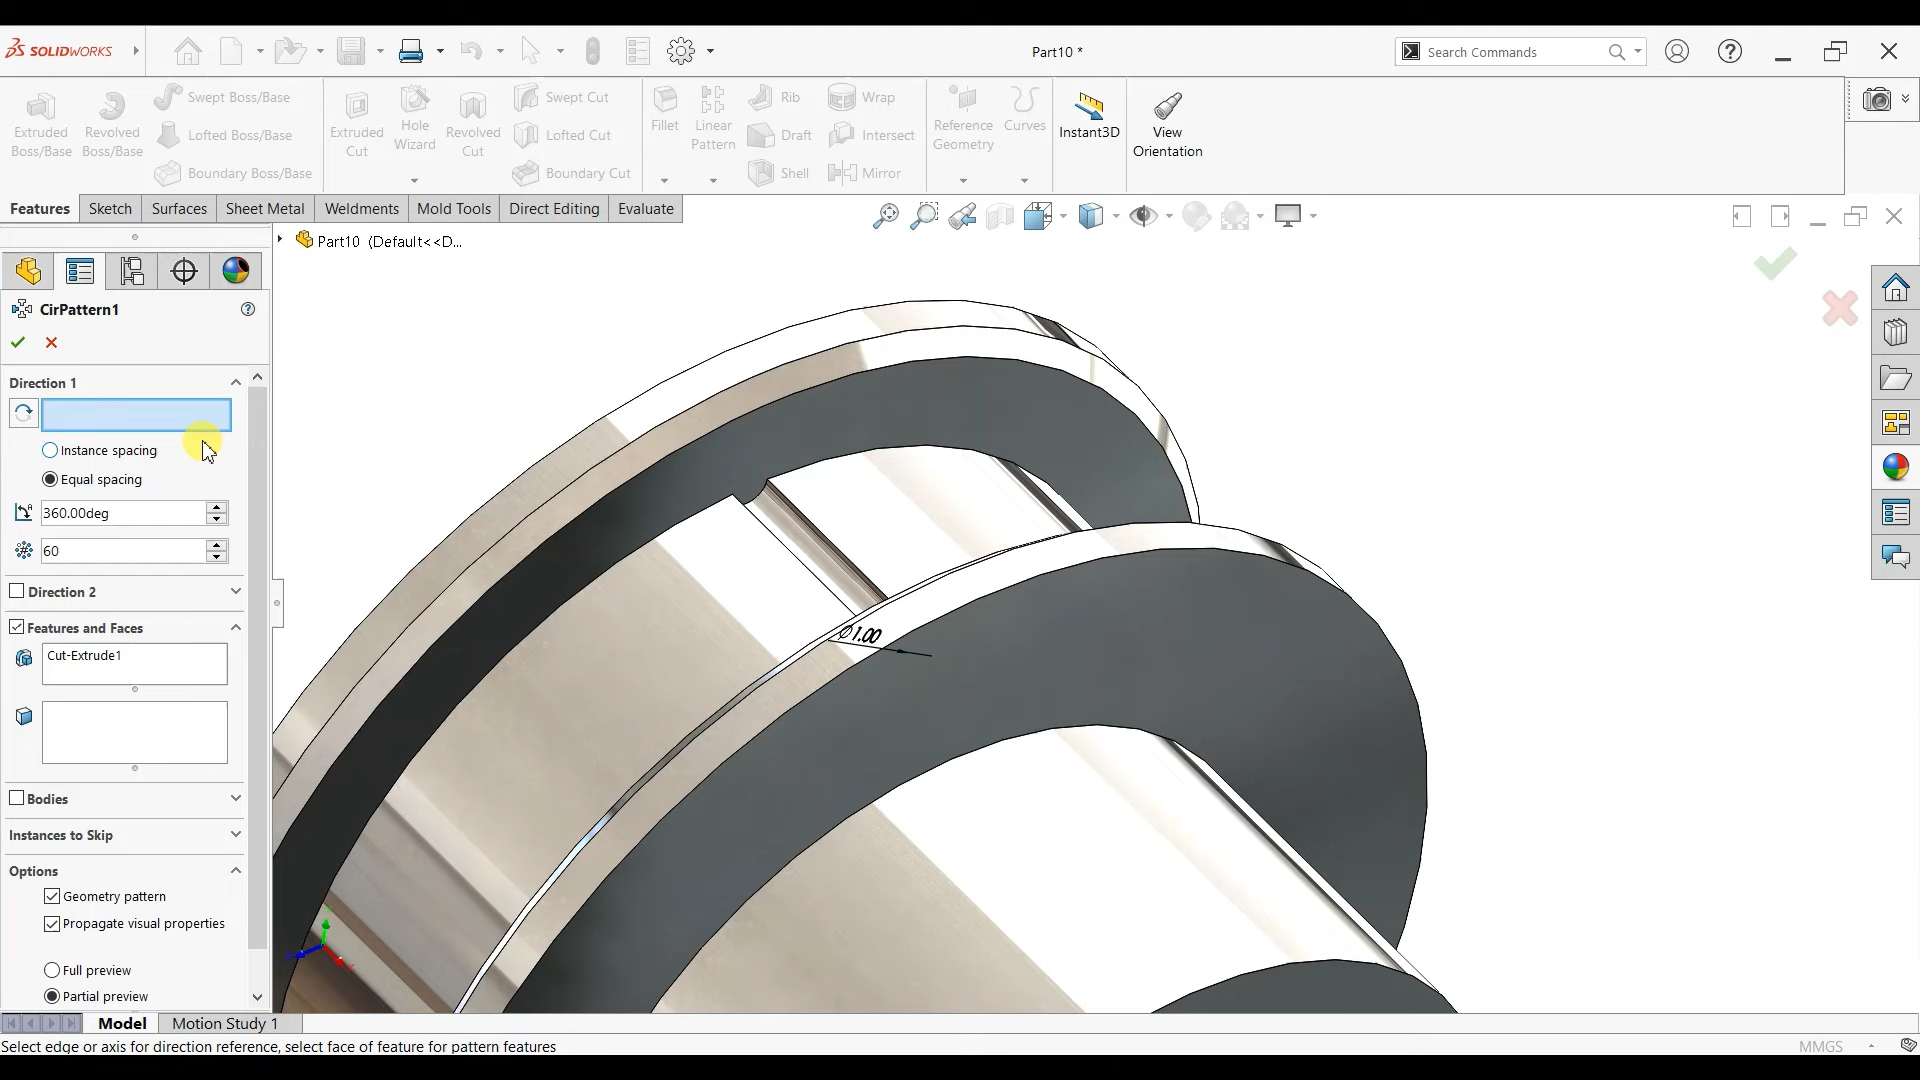 SOLIDWORKS
Part10 *
Search Commands
Extruded Boss/Base
Revolved Boss/Base
Swept Boss/Base
Lofted Boss/Base
Boundary Boss/Base
Extruded Cut
Hole Wizard
Revolved Cut
Swept Cut
Lofted Cut
Boundary Cut
Fillet
Linear Pattern
Rib
Draft
Shell
Wrap
Intersect
Mirror
Reference Geometry
Curves
Instant3D
View Orientation
Features
Sketch
Surfaces
Sheet Metal
Weldments
Mold Tools
Direct Editing
Evaluate
Part10 (Default<<D...
CirPattern1
Direction 1
Instance spacing
Equal spacing
360.00deg
60
Direction 2
Features and Faces
Cut-Extrude1
Bodies
Instances to Skip
Options
Geometry pattern
Propagate visual properties
Full preview
Partial preview
∅1.00
Model
Motion Study 1
Select edge or axis for direction reference, select face of feature for pattern features
MMGS